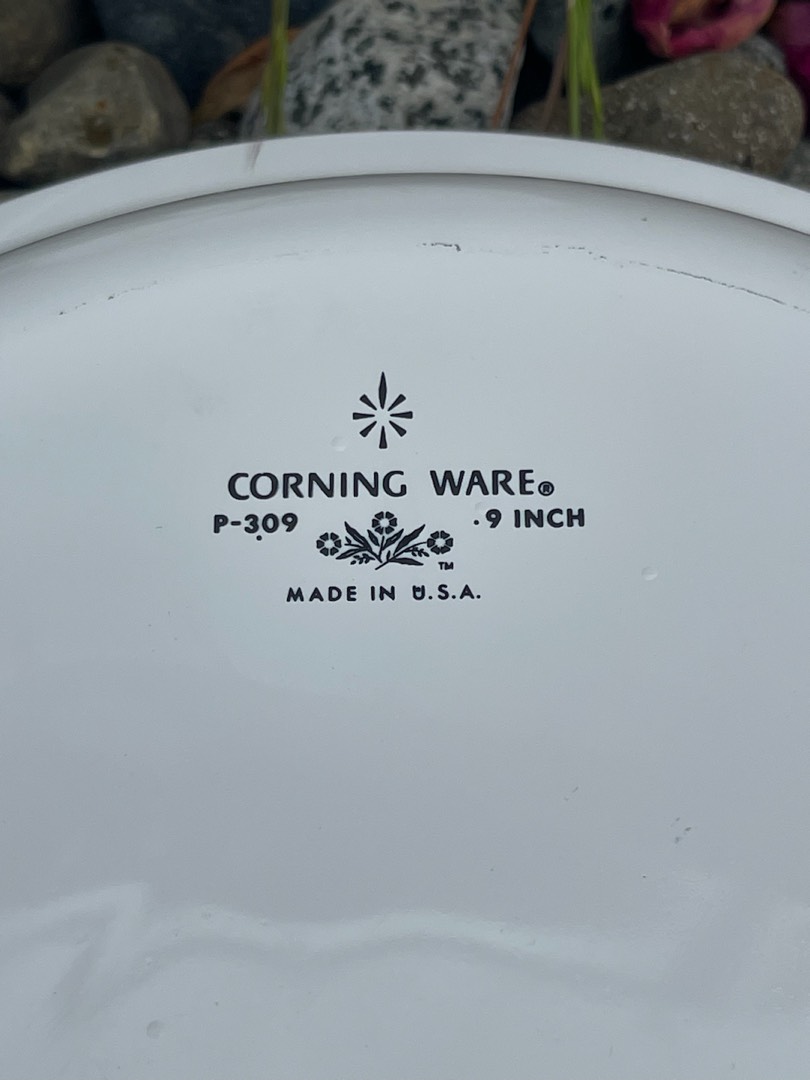 CORNING WARE®
P-309 9 INCH
TM
MADE IN U.S.A.